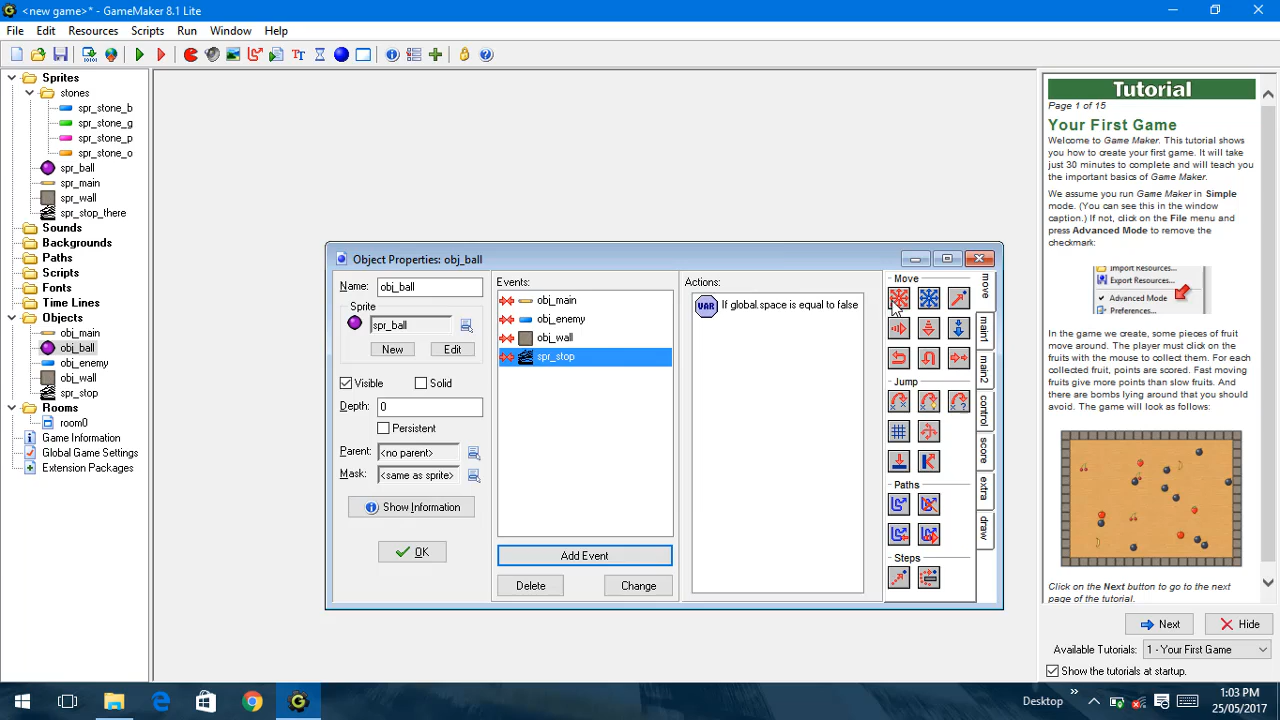 <new game>* - GameMaker 8.1 Lite
File Edit Resources Scripts Run Window Help
Sprites
stones
spr_stone_b
spr_stone_g
spr_stone_p
spr_stone_o
spr_ball
spr_main
spr_wall
spr_stop_there
Sounds
Backgrounds
Paths
Scripts
Fonts
Time Lines
Objects
obj_main
obj_ball
obj_enemy
obj_wall
spr_stop
Rooms
room0
Game Information
Global Game Settings
Extension Packages
Object Properties: obj_ball
Name: obj_ball
Sprite
spr_ball
New Edit
Visible Solid
Depth: 0
Persistent
Parent: <no parent>
Mask: <same as sprite>
Show Information
OK
Events:
obj_main
obj_enemy
obj_wall
spr_stop
Add Event
Delete Change
Actions:
VAR If global.space is equal to false
Move
Jump
Paths
Steps
move
main1
main2
control
score
extra
draw
Tutorial
Page 1 of 15
Your First Game
Welcome to Game Maker. This tutorial shows
you how to create your first game. It will take
just 30 minutes to complete and will teach you
the important basics of Game Maker.
We assume you run Game Maker in Simple
mode. (You can see this in the window
caption.) If not, click on the File menu and
press Advanced Mode to remove the
checkmark:
Import Resources...
Export Resources...
Advanced Mode
Preferences...
In the game we create, some pieces of fruit
move around. The player must click on the
fruits with the mouse to collect them. For each
collected fruit, points are scored. Fast moving
fruits give more points than slow fruits. And
there are bombs lying around that you should
avoid. The game will look as follows:
Click on the Next button to go to the next
page of the tutorial.
Next Hide
Available Tutorials: 1 - Your First Game
Show the tutorials at startup.
Desktop
1:03 PM
25/05/2017